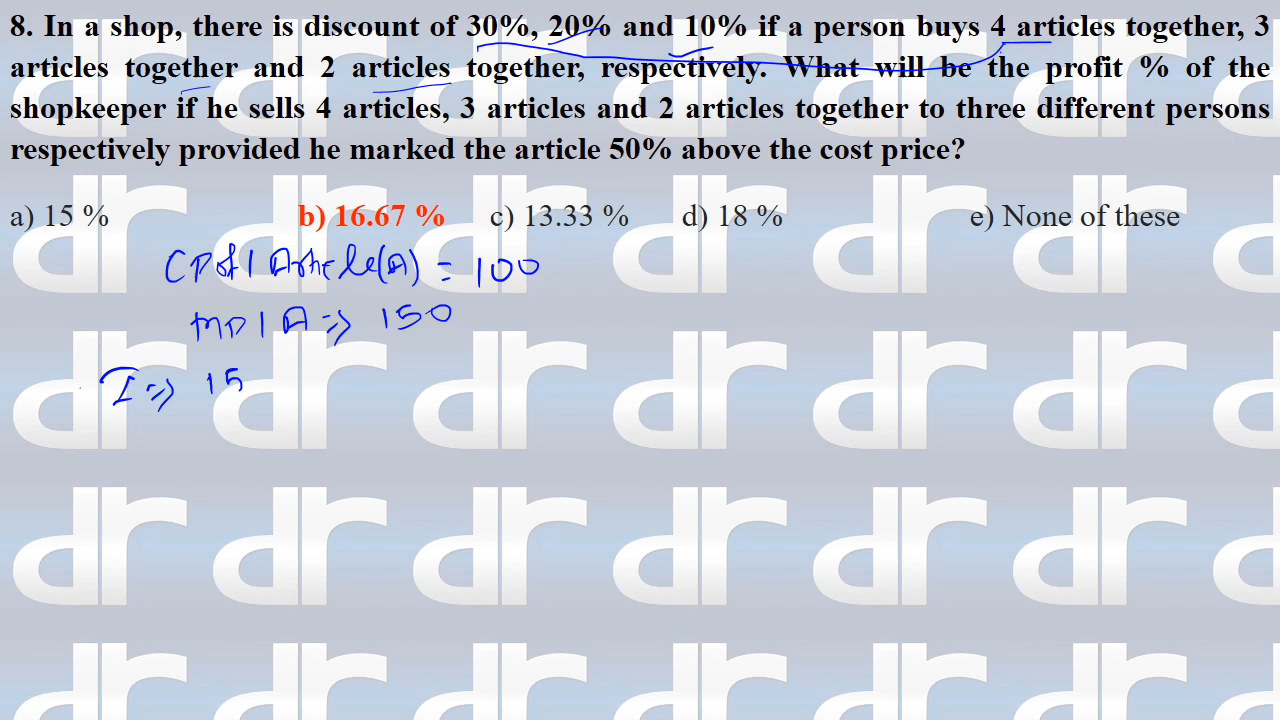 8. In a shop, there is discount of 30%, 20% and 10% if a person buys 4 articles together, 3
articles together and 2 articles together, respectively. What will be the profit % of the
shopkeeper if he sells 4 articles, 3 articles and 2 articles together to three different persons
respectively provided he marked the article 50% above the cost price?
a) 15 % b) 16.67 % c) 13.33 % d) 18 % e) None of these
CP of 1 Article(A) = 100
MP 1 A => 150
I => 15